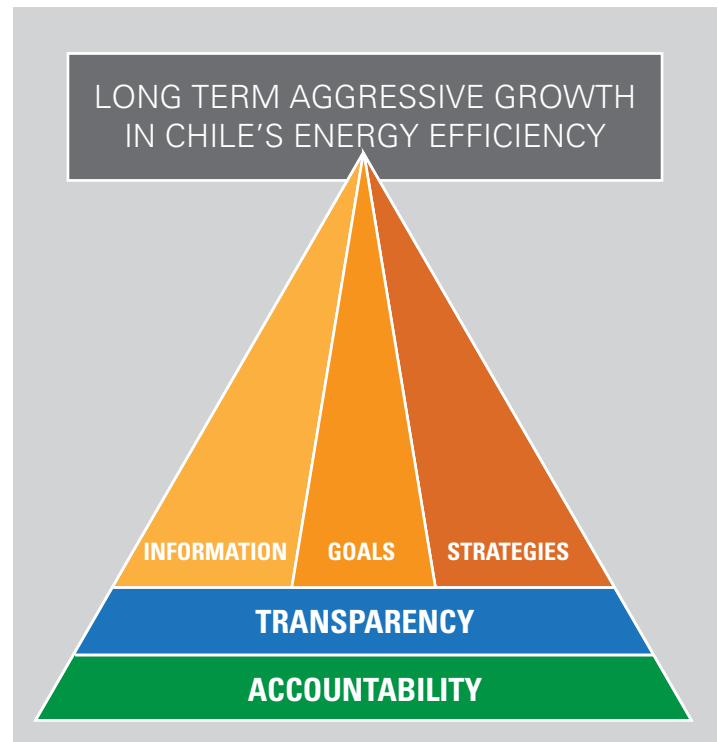 LONG TERM AGGRESSIVE GROWTH
IN CHILE'S ENERGY EFFICIENCY
INFORMATION GOALS STRATEGIES
TRANSPARENCY
ACCOUNTABILITY